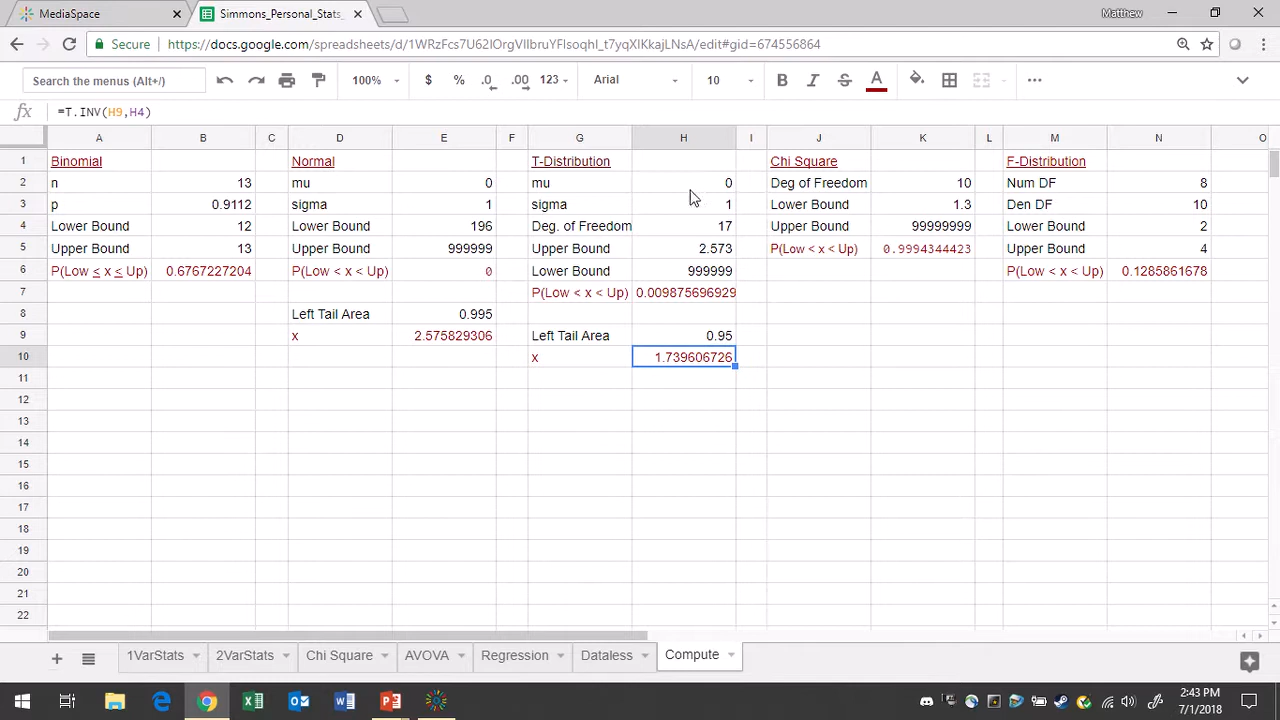 MediaSpace
Simmons_Personal_Stats_
Matthew
Secure
https://docs.google.com/spreadsheets/d/1WRzFcs7U62IOrgVIIbruYFIsoqhI_t7yqXIKkajLNsA/edit#gid=674556864
Search the menus (Alt+/)
100%
$ % .0 .00 123
Arial
10
B I S A
fx =T.INV(H9,H4)
A B C D E F G H I J K L M N O
1 Binomial Normal T-Distribution Chi Square F-Distribution
2 n 13 mu 0 mu 0 Deg of Freedom 10 Num DF 8
3 p 0.9112 sigma 1 sigma 1 Lower Bound 1.3 Den DF 10
4 Lower Bound 12 Lower Bound 196 Deg. of Freedom 17 Upper Bound 99999999 Lower Bound 2
5 Upper Bound 13 Upper Bound 999999 Upper Bound 2.573 P(Low < x < Up) 0.9994344423 Upper Bound 4
6 P(Low ≤ x ≤ Up) 0.6767227204 P(Low < x < Up) 0 Lower Bound 999999 P(Low < x < Up) 0.1285861678
7 P(Low < x < Up) 0.009875696929
8 Left Tail Area 0.995
9 x 2.575829306 Left Tail Area 0.95
10 x 1.739606726
11
12
13
14
15
16
17
18
19
20
21
22
1VarStats 2VarStats Chi Square AVOVA Regression Dataless Compute
2:43 PM
7/1/2018